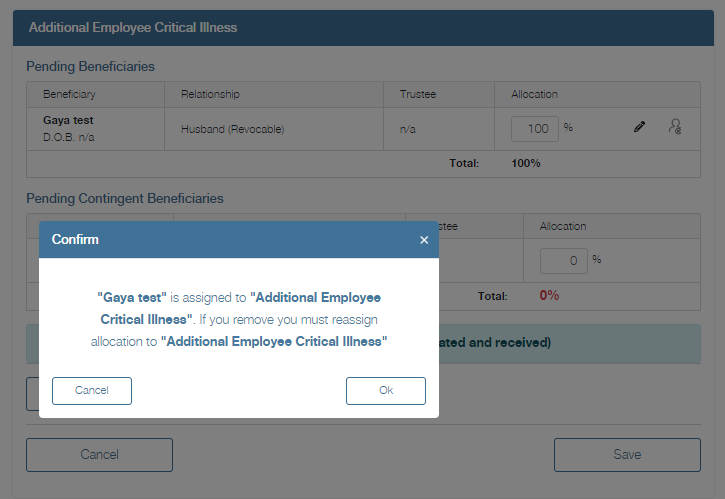 Additional Employee Critical Illness
Pending Beneficiaries
Beneficiary Relationship Trustee Allocation
Gaya test
D.O.B. n/a
Husband (Revocable) n/a 100 %
Total: 100%
Pending Contingent Beneficiaries
stee Allocation
0 %
Total: 0%
ated and received)
Confirm ×
"Gaya test" is assigned to "Additional Employee
Critical Illness". If you remove you must reassign
allocation to "Additional Employee Critical Illness"
Cancel Ok
Cancel Save